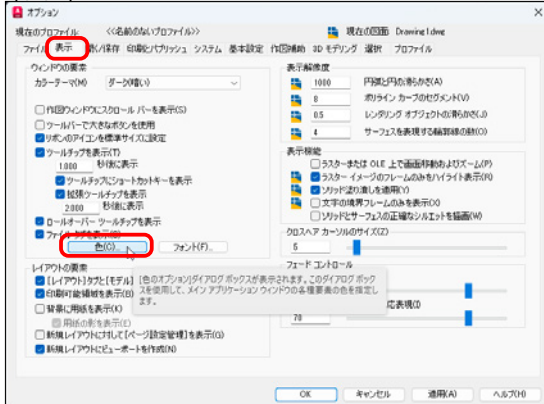 オプション
現在のプロファイル: <<名前のないプロファイル>> 現在の図面: Drawing1.dwg
ファイル 表示 開く/保存 印刷とパブリッシュ システム 基本設定 作図補助 3D モデリング 選択 プロファイル
ウィンドウの要素
カラーテーマ(M) ダーク(暗い)
作図ウィンドウにスクロール バーを表示(S)
ツールバーで大きなボタンを使用
リボンのアイコンを標準サイズに設定
ツールチップを表示(T)
1.000 秒後に表示
ツールチップにショートカットキーを表示
拡張ツールチップを表示
2.000 秒後に表示
ロールオーバー ツールチップを表示
ファイル タブを表示(S)
色(C)... フォント(F)...
レイアウトの要素
[レイアウト]タブと[モデル]
印刷可能領域を表示(B)
背景に用紙を表示(K)
用紙の影を表示(E)
新規レイアウトに対して[ページ設定管理]を表示(G)
新規レイアウトにビューポートを作成(N)
[色のオプション]ダイアログ ボックスが表示されます。このダイアログ ボック
スを使用して、メイン アプリケーション ウィンドウの各種要素の色を指定し
ます。
表示解像度
1000 円弧と円の滑らかさ(A)
8 ポリライン カーブのセグメント(V)
0.5 レンダリング オブジェクトの滑らかさ(J)
4 サーフェスを表現する輪郭線の数(O)
表示性能
ラスターまたは OLE 上で画面移動およびズーム(P)
ラスター イメージのフレームのみをハイライト表示(R)
ソリッド塗り潰しを適用(Y)
文字の境界フレームのみを表示(X)
ソリッドとサーフェスの正確なシルエットを描画(W)
クロスヘア カーソルのサイズ(Z)
5
フェード コントロール
応表現(I)
70
OK キャンセル 適用(A) ヘルプ(H)